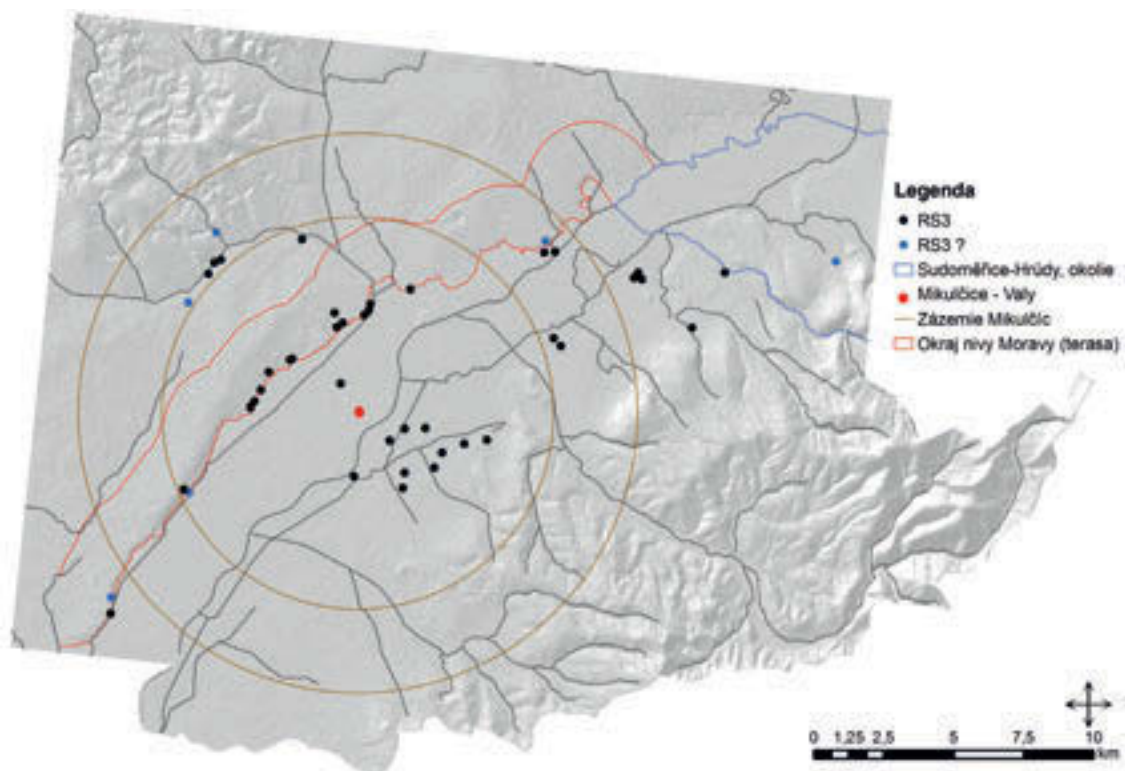 Legenda
RS3
RS3 ?
Sudoměřice-Hrúdy, okolie
Mikulčice - Valy
Zázemie Mikulčíc
Okraj nivy Moravy (terasa)
0 1,25 2,5 5 7,5 10
km